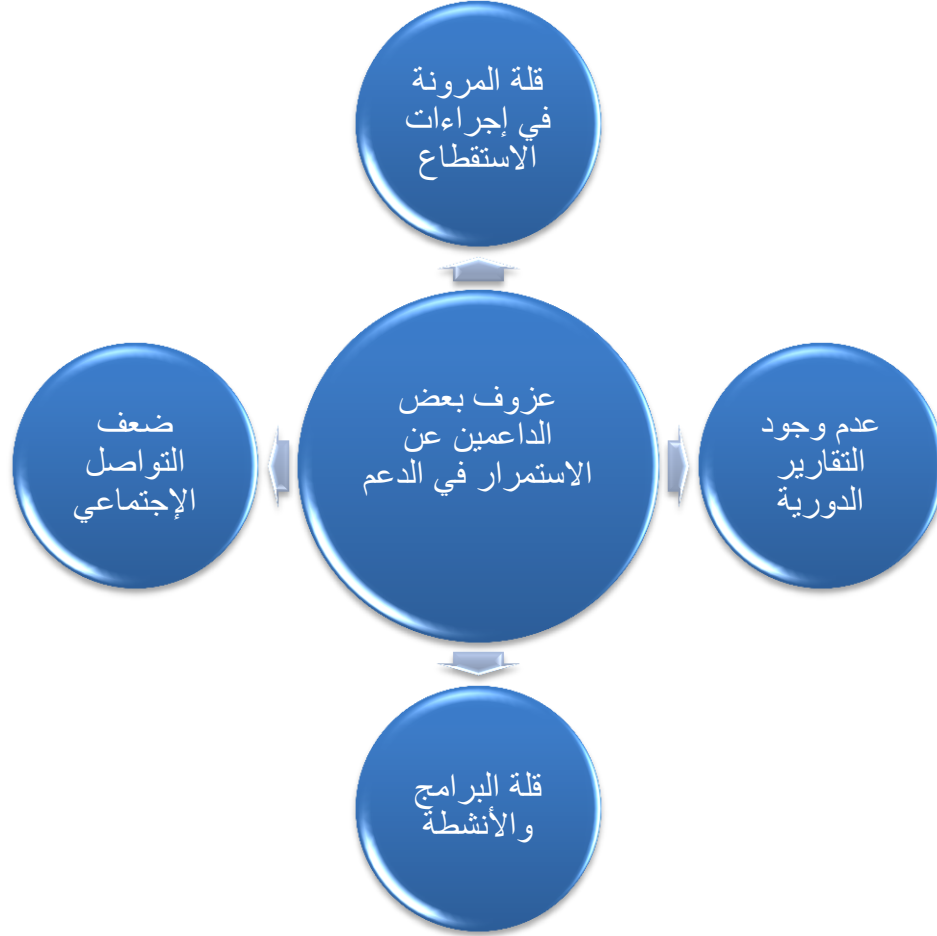 قلة المرونة
في إجراءات
الاستقطاع
عزوف بعض
الداعمين عن
الاستمرار في الدعم
عدم وجود
التقارير
الدورية
ضعف
التواصل
الإجتماعي
قلة البرامج
والأنشطة